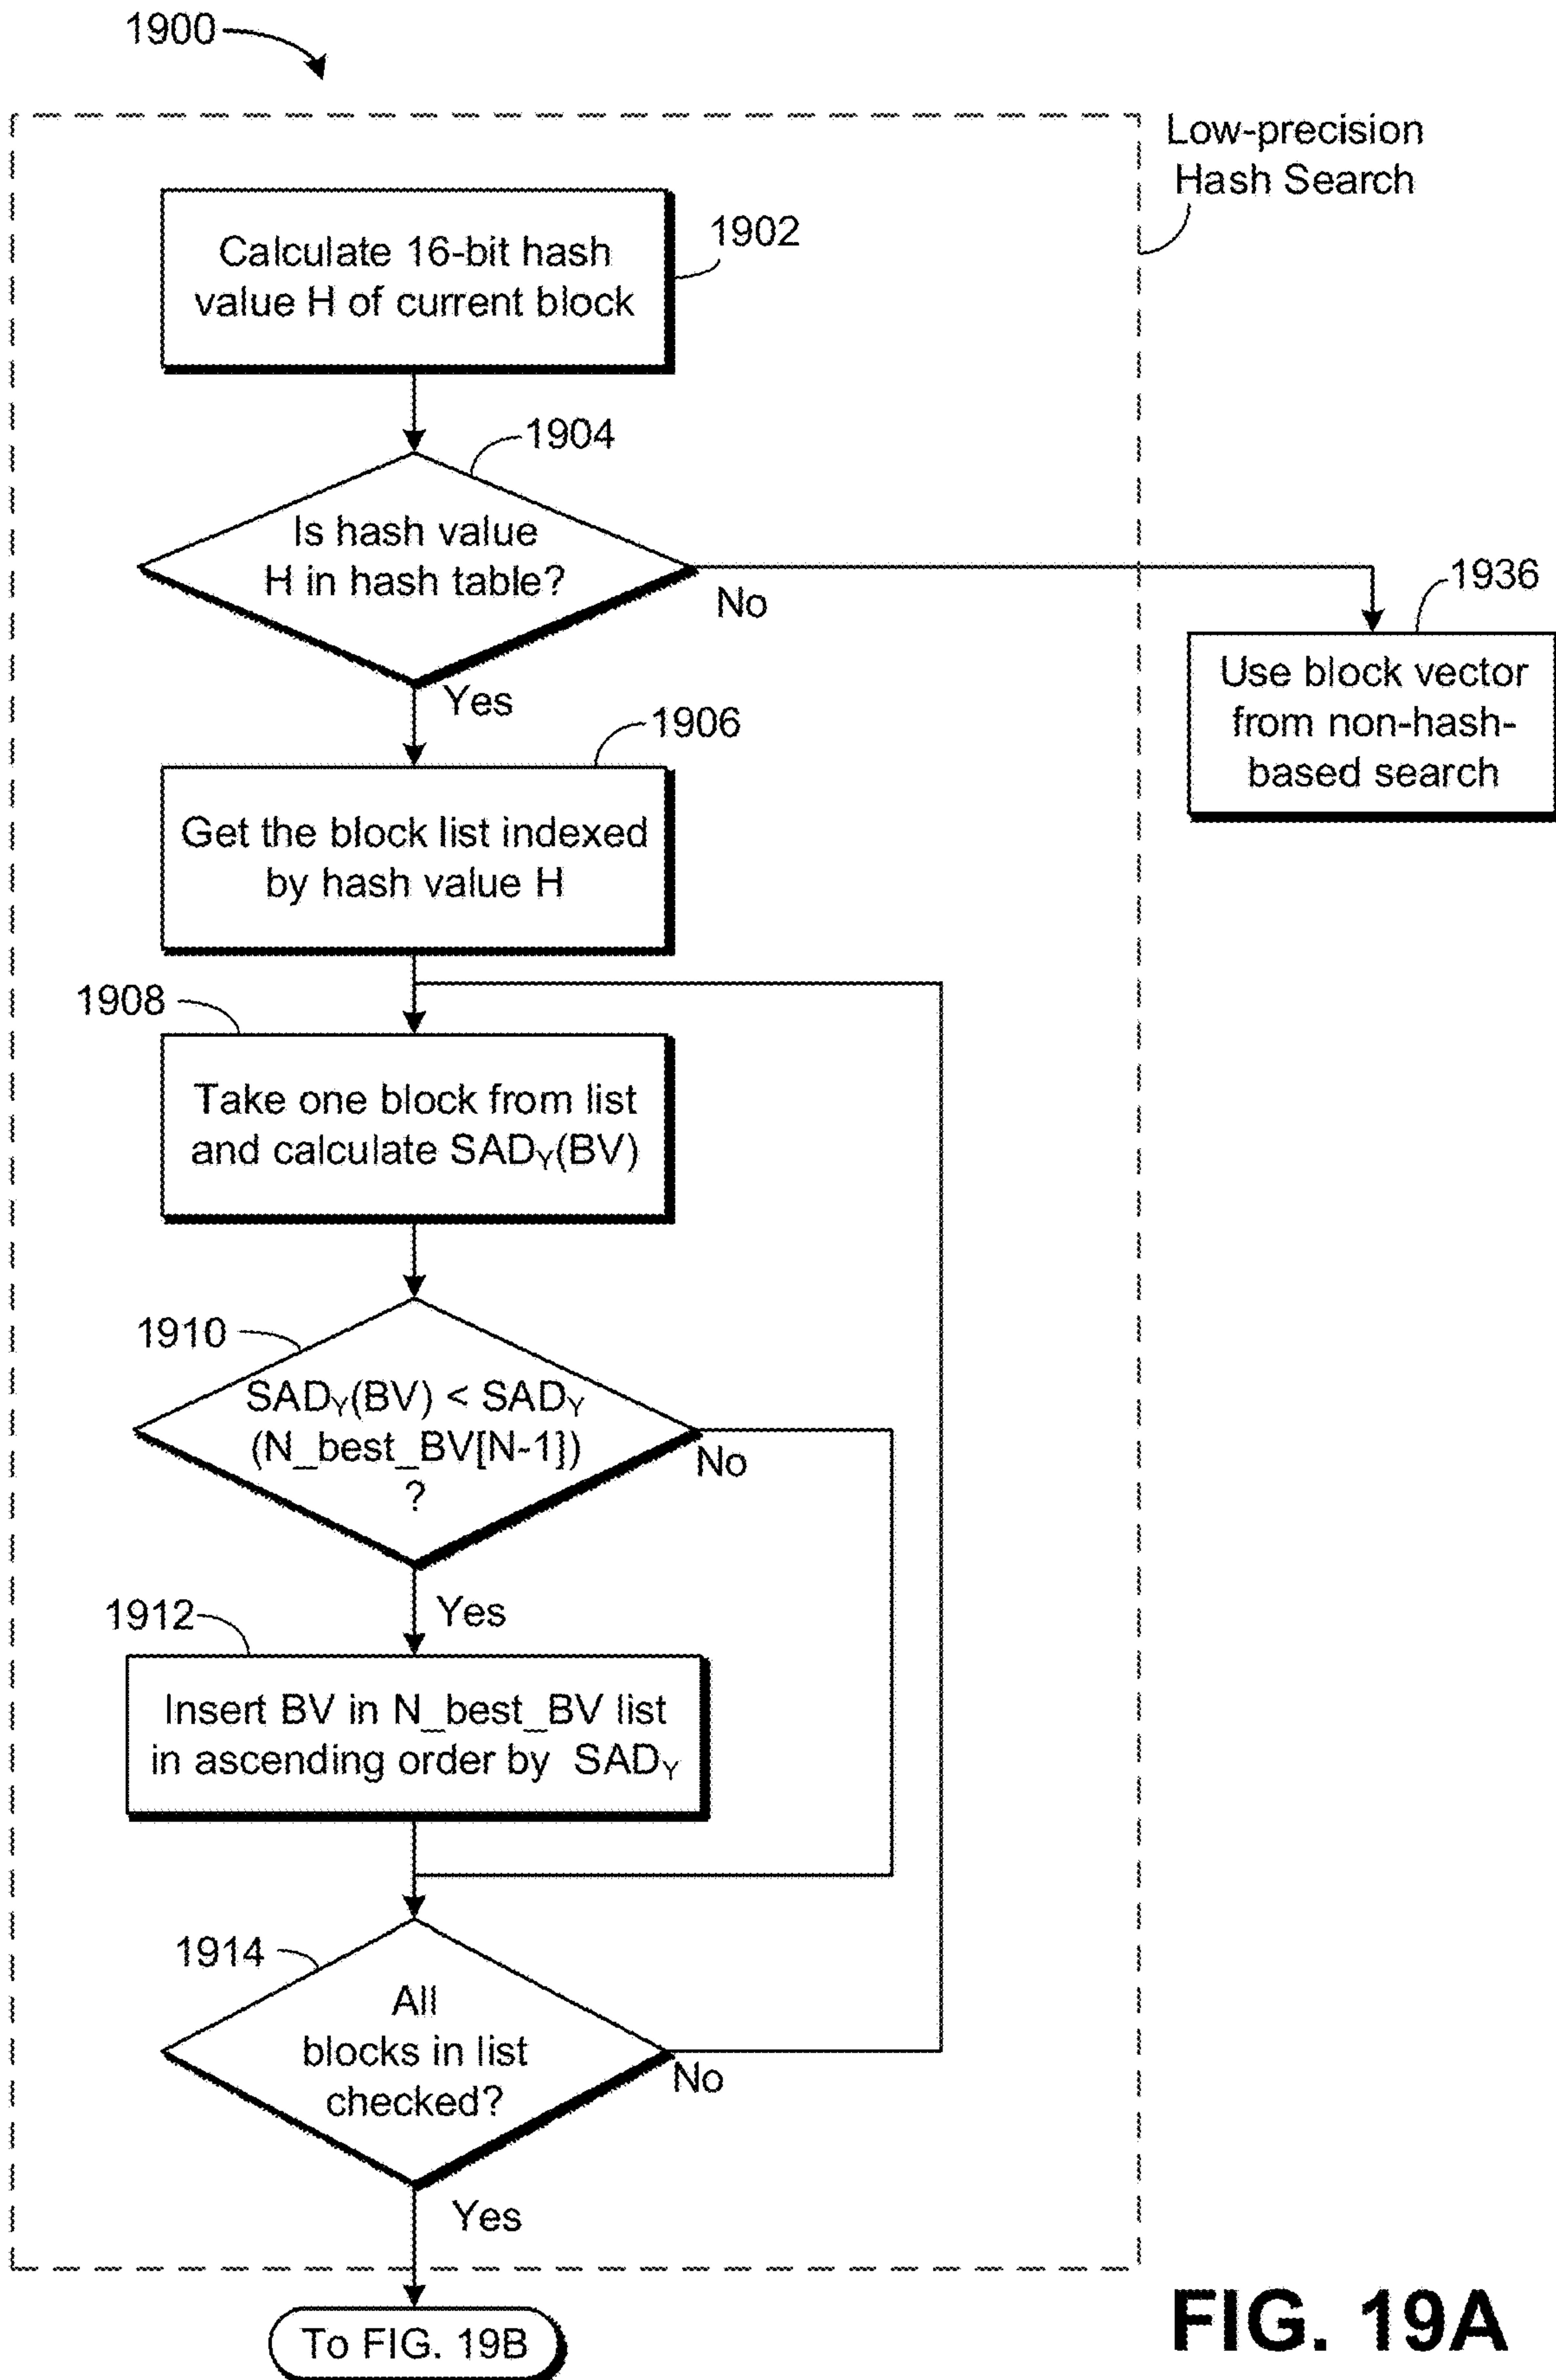 1900
Low-precision
Hash Search
Calculate 16-bit hash
value H of current block
1902
1904
Is hash value
H in hash table?
No
Yes
1936
Use block vector
from non-hash-
based search
1906
Get the block list indexed
by hash value H
1908
Take one block from list
and calculate SADY(BV)
1910
SADY(BV) < SADY
(N_best_BV[N-1])
?
No
Yes
1912
Insert BV in N_best_BV list
in ascending order by SADY
1914
All
blocks in list
checked?
No
Yes
To FIG. 19B
FIG. 19A